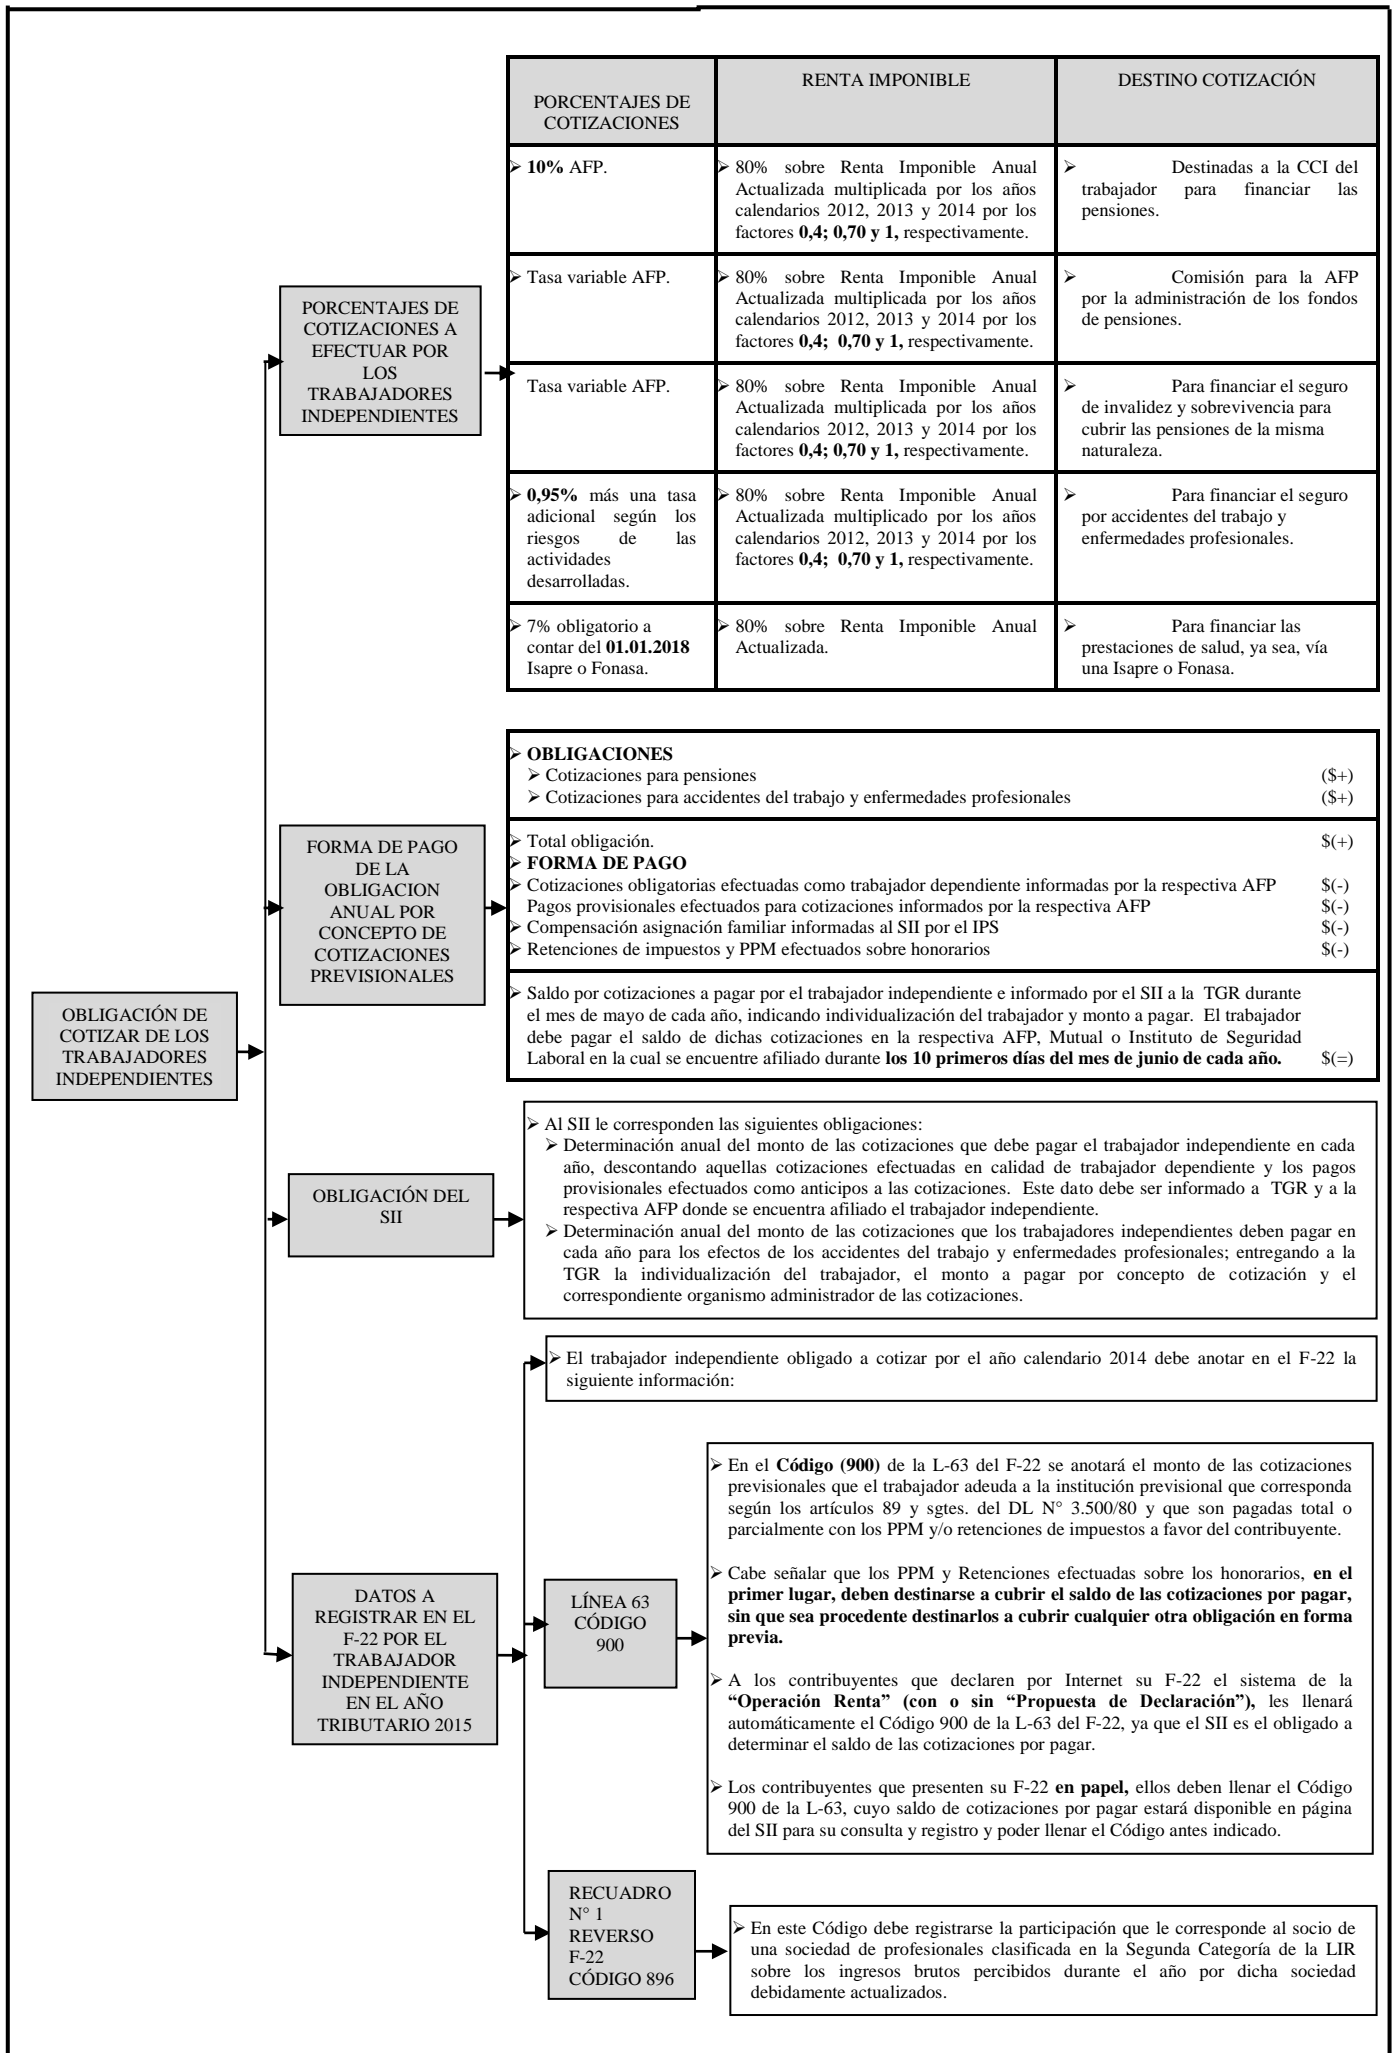 PORCENTAJES DE
COTIZACIONES
RENTA IMPONIBLE
DESTINO COTIZACIÓN
➢ 10% AFP.
➢ 80% sobre Renta Imponible Anual
Actualizada multiplicada por los años
calendarios 2012, 2013 y 2014 por los
factores 0,4; 0,70 y 1, respectivamente.
➢ Destinadas a la CCI del
trabajador para financiar las
pensiones.
➢ Tasa variable AFP.
➢ 80% sobre Renta Imponible Anual
Actualizada multiplicada por los años
calendarios 2012, 2013 y 2014 por los
factores 0,4; 0,70 y 1, respectivamente.
➢ Comisión para la AFP
por la administración de los fondos
de pensiones.
Tasa variable AFP.
➢ 80% sobre Renta Imponible Anual
Actualizada multiplicada por los años
calendarios 2012, 2013 y 2014 por los
factores 0,4; 0,70 y 1, respectivamente.
➢ Para financiar el seguro
de invalidez y sobrevivencia para
cubrir las pensiones de la misma
naturaleza.
➢ 0,95% más una tasa
adicional según los
riesgos de las
actividades
desarrolladas.
➢ 80% sobre Renta Imponible Anual
Actualizada multiplicado por los años
calendarios 2012, 2013 y 2014 por los
factores 0,4; 0,70 y 1, respectivamente.
➢ Para financiar el seguro
por accidentes del trabajo y
enfermedades profesionales.
➢ 7% obligatorio a
contar del 01.01.2018
Isapre o Fonasa.
➢ 80% sobre Renta Imponible Anual
Actualizada.
➢ Para financiar las
prestaciones de salud, ya sea, vía
una Isapre o Fonasa.
PORCENTAJES DE
COTIZACIONES A
EFECTUAR POR
LOS
TRABAJADORES
INDEPENDIENTES
➢ OBLIGACIONES
➢ Cotizaciones para pensiones ($+)
➢ Cotizaciones para accidentes del trabajo y enfermedades profesionales ($+)
➢ Total obligación. $(+)
➢ FORMA DE PAGO
➢ Cotizaciones obligatorias efectuadas como trabajador dependiente informadas por la respectiva AFP $(-)
Pagos provisionales efectuados para cotizaciones informados por la respectiva AFP $(-)
➢ Compensación asignación familiar informadas al SII por el IPS $(-)
➢ Retenciones de impuestos y PPM efectuados sobre honorarios $(-)
➢ Saldo por cotizaciones a pagar por el trabajador independiente e informado por el SII a la TGR durante
el mes de mayo de cada año, indicando individualización del trabajador y monto a pagar. El trabajador
debe pagar el saldo de dichas cotizaciones en la respectiva AFP, Mutual o Instituto de Seguridad
Laboral en la cual se encuentre afiliado durante los 10 primeros días del mes de junio de cada año. $(=)
FORMA DE PAGO
DE LA
OBLIGACION
ANUAL POR
CONCEPTO DE
COTIZACIONES
PREVISIONALES
OBLIGACIÓN DE
COTIZAR DE LOS
TRABAJADORES
INDEPENDIENTES
OBLIGACIÓN DEL
SII
➢ Al SII le corresponden las siguientes obligaciones:
➢ Determinación anual del monto de las cotizaciones que debe pagar el trabajador independiente en cada
año, descontando aquellas cotizaciones efectuadas en calidad de trabajador dependiente y los pagos
provisionales efectuados como anticipos a las cotizaciones. Este dato debe ser informado a TGR y a la
respectiva AFP donde se encuentra afiliado el trabajador independiente.
➢ Determinación anual del monto de las cotizaciones que los trabajadores independientes deben pagar en
cada año para los efectos de los accidentes del trabajo y enfermedades profesionales; entregando a la
TGR la individualización del trabajador, el monto a pagar por concepto de cotización y el
correspondiente organismo administrador de las cotizaciones.
➢ El trabajador independiente obligado a cotizar por el año calendario 2014 debe anotar en el F-22 la
siguiente información:
DATOS A
REGISTRAR EN EL
F-22 POR EL
TRABAJADOR
INDEPENDIENTE
EN EL AÑO
TRIBUTARIO 2015
LÍNEA 63
CÓDIGO
900
➢ En el Código (900) de la L-63 del F-22 se anotará el monto de las cotizaciones
previsionales que el trabajador adeuda a la institución previsional que corresponda
según los artículos 89 y sgtes. del DL N° 3.500/80 y que son pagadas total o
parcialmente con los PPM y/o retenciones de impuestos a favor del contribuyente.
➢ Cabe señalar que los PPM y Retenciones efectuadas sobre los honorarios, en el
primer lugar, deben destinarse a cubrir el saldo de las cotizaciones por pagar,
sin que sea procedente destinarlos a cubrir cualquier otra obligación en forma
previa.
➢ A los contribuyentes que declaren por Internet su F-22 el sistema de la
“Operación Renta” (con o sin “Propuesta de Declaración”), les llenará
automáticamente el Código 900 de la L-63 del F-22, ya que el SII es el obligado a
determinar el saldo de las cotizaciones por pagar.
➢ Los contribuyentes que presenten su F-22 en papel, ellos deben llenar el Código
900 de la L-63, cuyo saldo de cotizaciones por pagar estará disponible en página
del SII para su consulta y registro y poder llenar el Código antes indicado.
RECUADRO
N° 1
REVERSO
F-22
CÓDIGO 896
➢ En este Código debe registrarse la participación que le corresponde al socio de
una sociedad de profesionales clasificada en la Segunda Categoría de la LIR
sobre los ingresos brutos percibidos durante el año por dicha sociedad
debidamente actualizados.